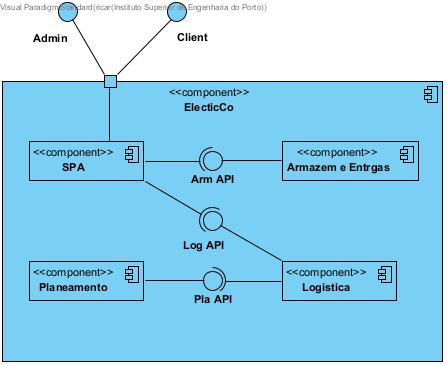 Visual Paradigm Standard(ricar(Instituto Superior de Engenharia do Porto))
Admin
Client
<<component>>
ElecticCo
<<component>>
SPA
Arm API
<<component>>
Armazem e Entrgas
Log API
<<component>>
Planeamento
Pla API
<<component>>
Logistica